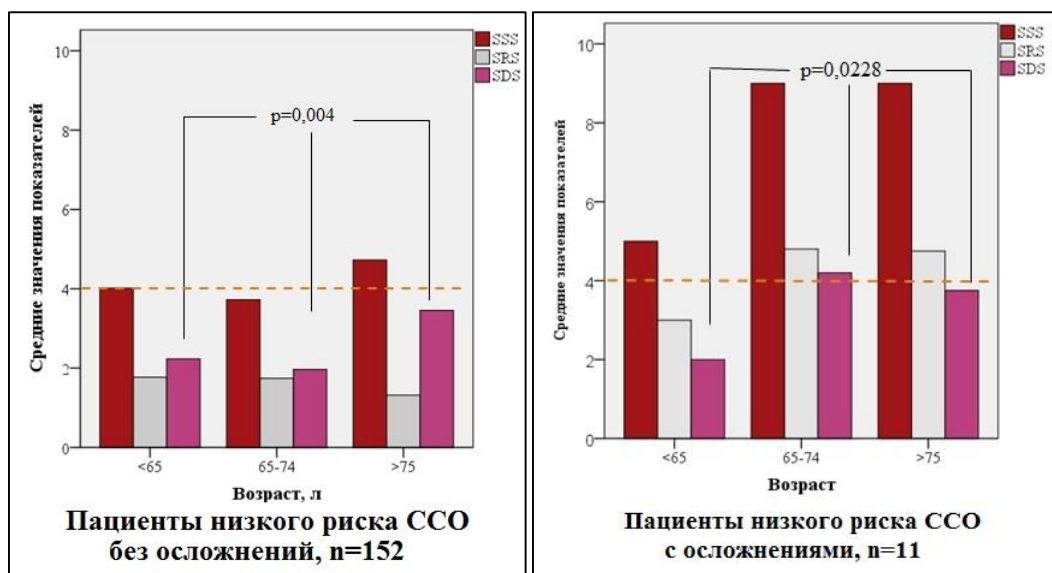 SSS
SRS
SDS
Средние значения показателей
10
8
6
4
2
0
p=0,004
<65
65-74
>75
Возраст, л
Пациенты низкого риска ССО
без осложнений, n=152
SSS
SRS
SDS
Средние значения показателей
10
8
6
4
2
0
p=0,0228
<65
65-74
>75
Возраст
Пациенты низкого риска ССО
с осложнениями, n=11